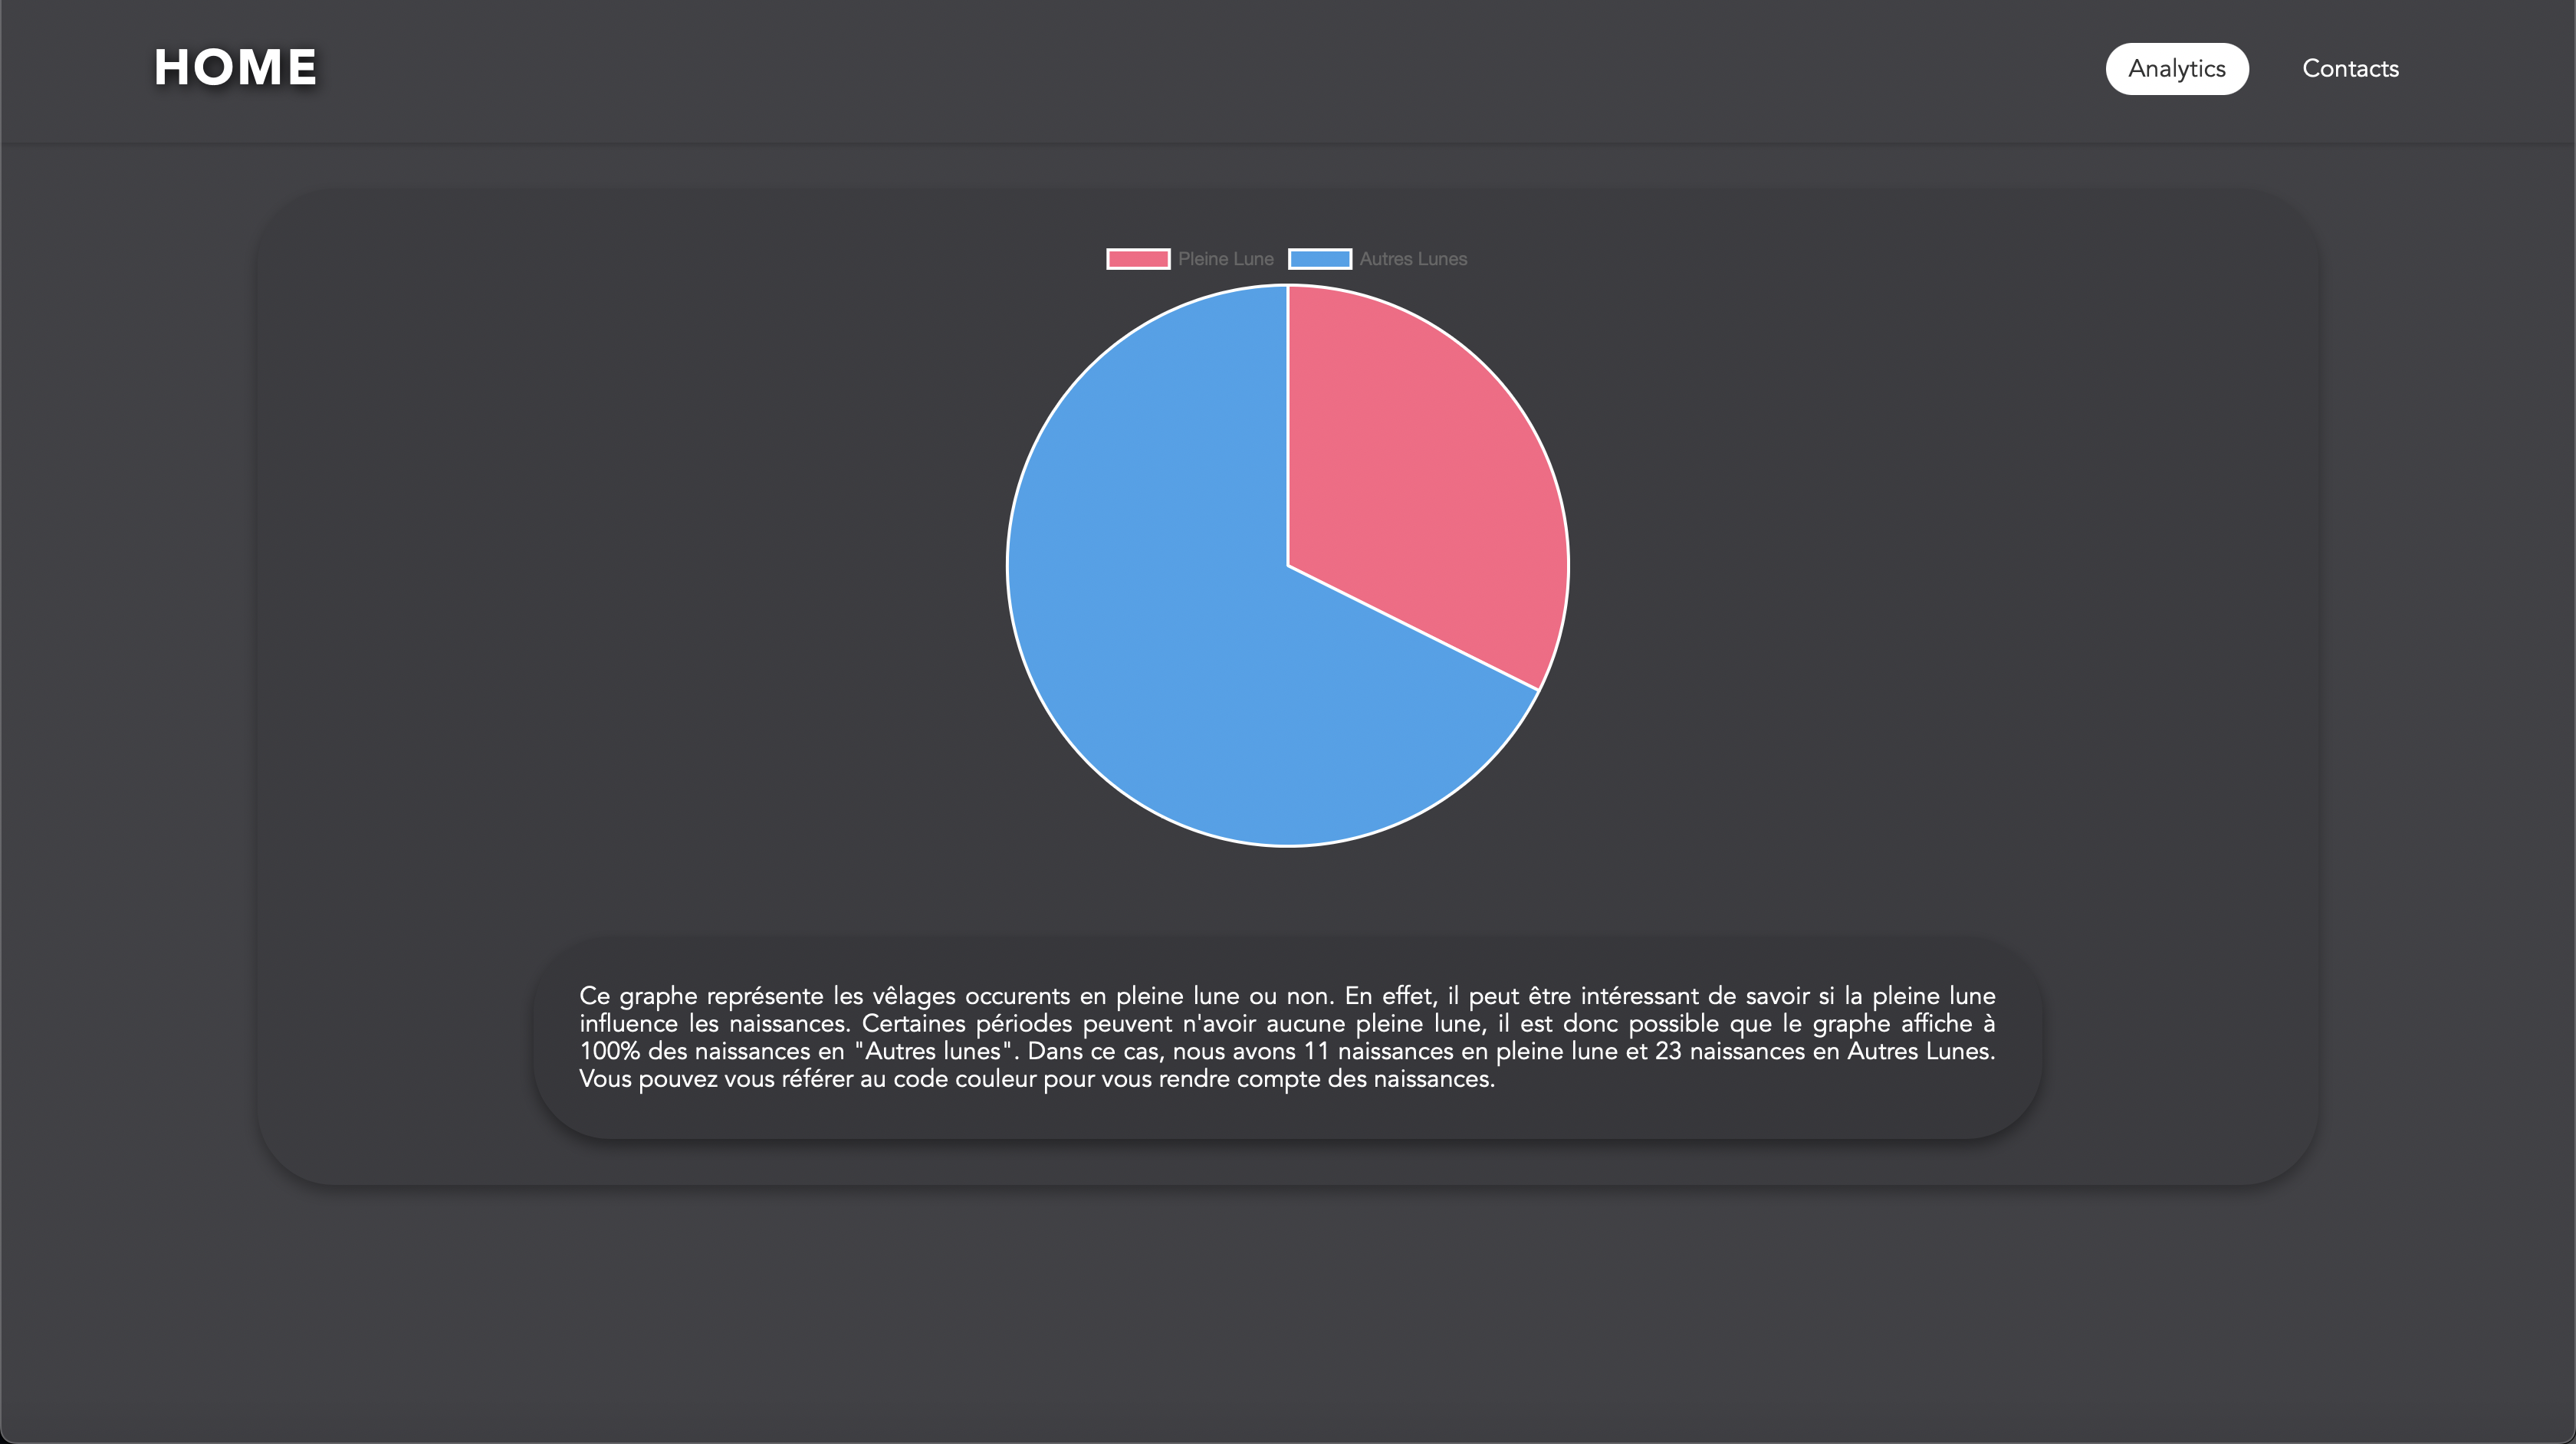 HOME
Analytics
Contacts
Pleine Lune
Autres Lunes
Ce graphe représente les vêlages occurents en pleine lune ou non. En effet, il peut être intéressant de savoir si la pleine lune
influence les naissances. Certaines périodes peuvent n'avoir aucune pleine lune, il est donc possible que le graphe affiche à
100% des naissances en "Autres lunes". Dans ce cas, nous avons 11 naissances en pleine lune et 23 naissances en Autres Lunes.
Vous pouvez vous référer au code couleur pour vous rendre compte des naissances.